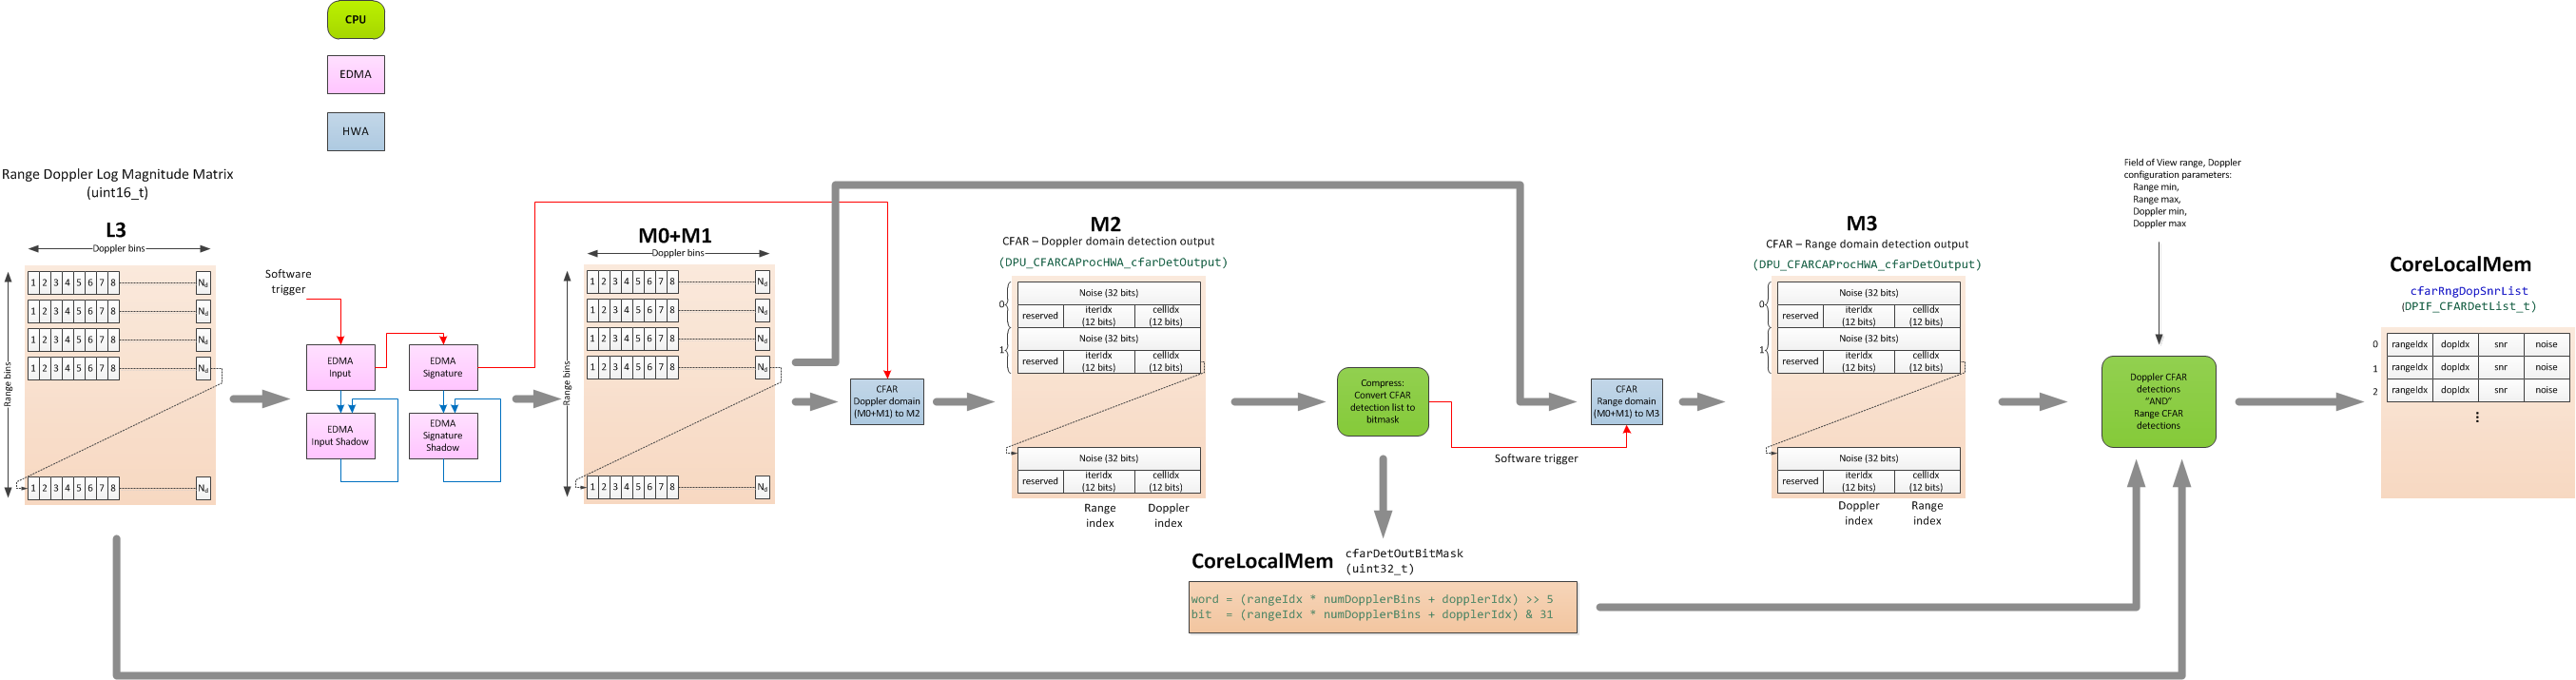 CPU
EDMA
HWA
Range Doppler Log Magnitude Matrix
(uint16_t)
L3
Doppler bins
Range bins
1 2 3 4 5 6 7 8 Nd
1 2 3 4 5 6 7 8 Nd
1 2 3 4 5 6 7 8 Nd
1 2 3 4 5 6 7 8 Nd
1 2 3 4 5 6 7 8 Nd
Software
trigger
EDMA
Input
EDMA
Signature
EDMA
Input Shadow
EDMA
Signature
Shadow
M0+M1
Doppler bins
Range bins
1 2 3 4 5 6 7 8 Nd
1 2 3 4 5 6 7 8 Nd
1 2 3 4 5 6 7 8 Nd
1 2 3 4 5 6 7 8 Nd
1 2 3 4 5 6 7 8 Nd
CFAR
Doppler domain
(M0+M1) to M2
M2
CFAR – Doppler domain detection output
(DPU_CFARCAProcHWA_cfarDetOutput)
0
Noise (32 bits)
reserved
iterIdx
(12 bits)
cellIdx
(12 bits)
1
Noise (32 bits)
reserved
iterIdx
(12 bits)
cellIdx
(12 bits)
Noise (32 bits)
reserved
iterIdx
(12 bits)
cellIdx
(12 bits)
Range
index
Doppler
index
Compress:
Convert CFAR
detection list to
bitmask
Software trigger
CoreLocalMem
cfarDetOutBitMask
(uint32_t)
word = (rangeIdx * numDopplerBins + dopplerIdx) >> 5
bit  = (rangeIdx * numDopplerBins + dopplerIdx) & 31
CFAR
Range domain
(M0+M1) to M3
M3
CFAR – Range domain detection output
(DPU_CFARCAProcHWA_cfarDetOutput)
0
Noise (32 bits)
reserved
iterIdx
(12 bits)
cellIdx
(12 bits)
1
Noise (32 bits)
reserved
iterIdx
(12 bits)
cellIdx
(12 bits)
Noise (32 bits)
reserved
iterIdx
(12 bits)
cellIdx
(12 bits)
Doppler
index
Range
index
Field of View range, Doppler
configuration parameters:
Range min,
Range max,
Doppler min,
Doppler max
Doppler CFAR
detections
“AND”
Range CFAR
detections
CoreLocalMem
cfarRngDopSnrList
(DPIF_CFARDetList_t)
0 rangeIdx dopIdx snr noise
1 rangeIdx dopIdx snr noise
2 rangeIdx dopIdx snr noise